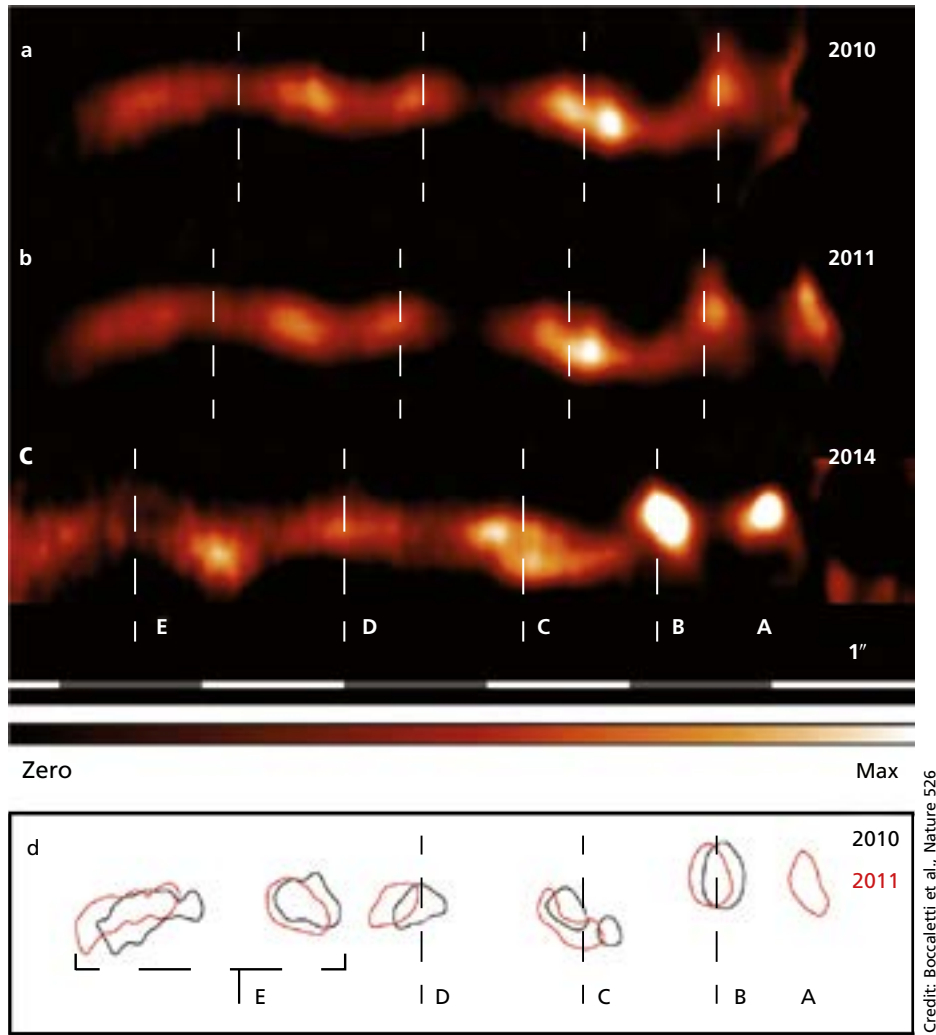 a 2010
b 2011
C 2014
E D C B A
1″
Zero Max
d 2010
2011
E D C B A
Credit: Boccaletti et al., Nature 526